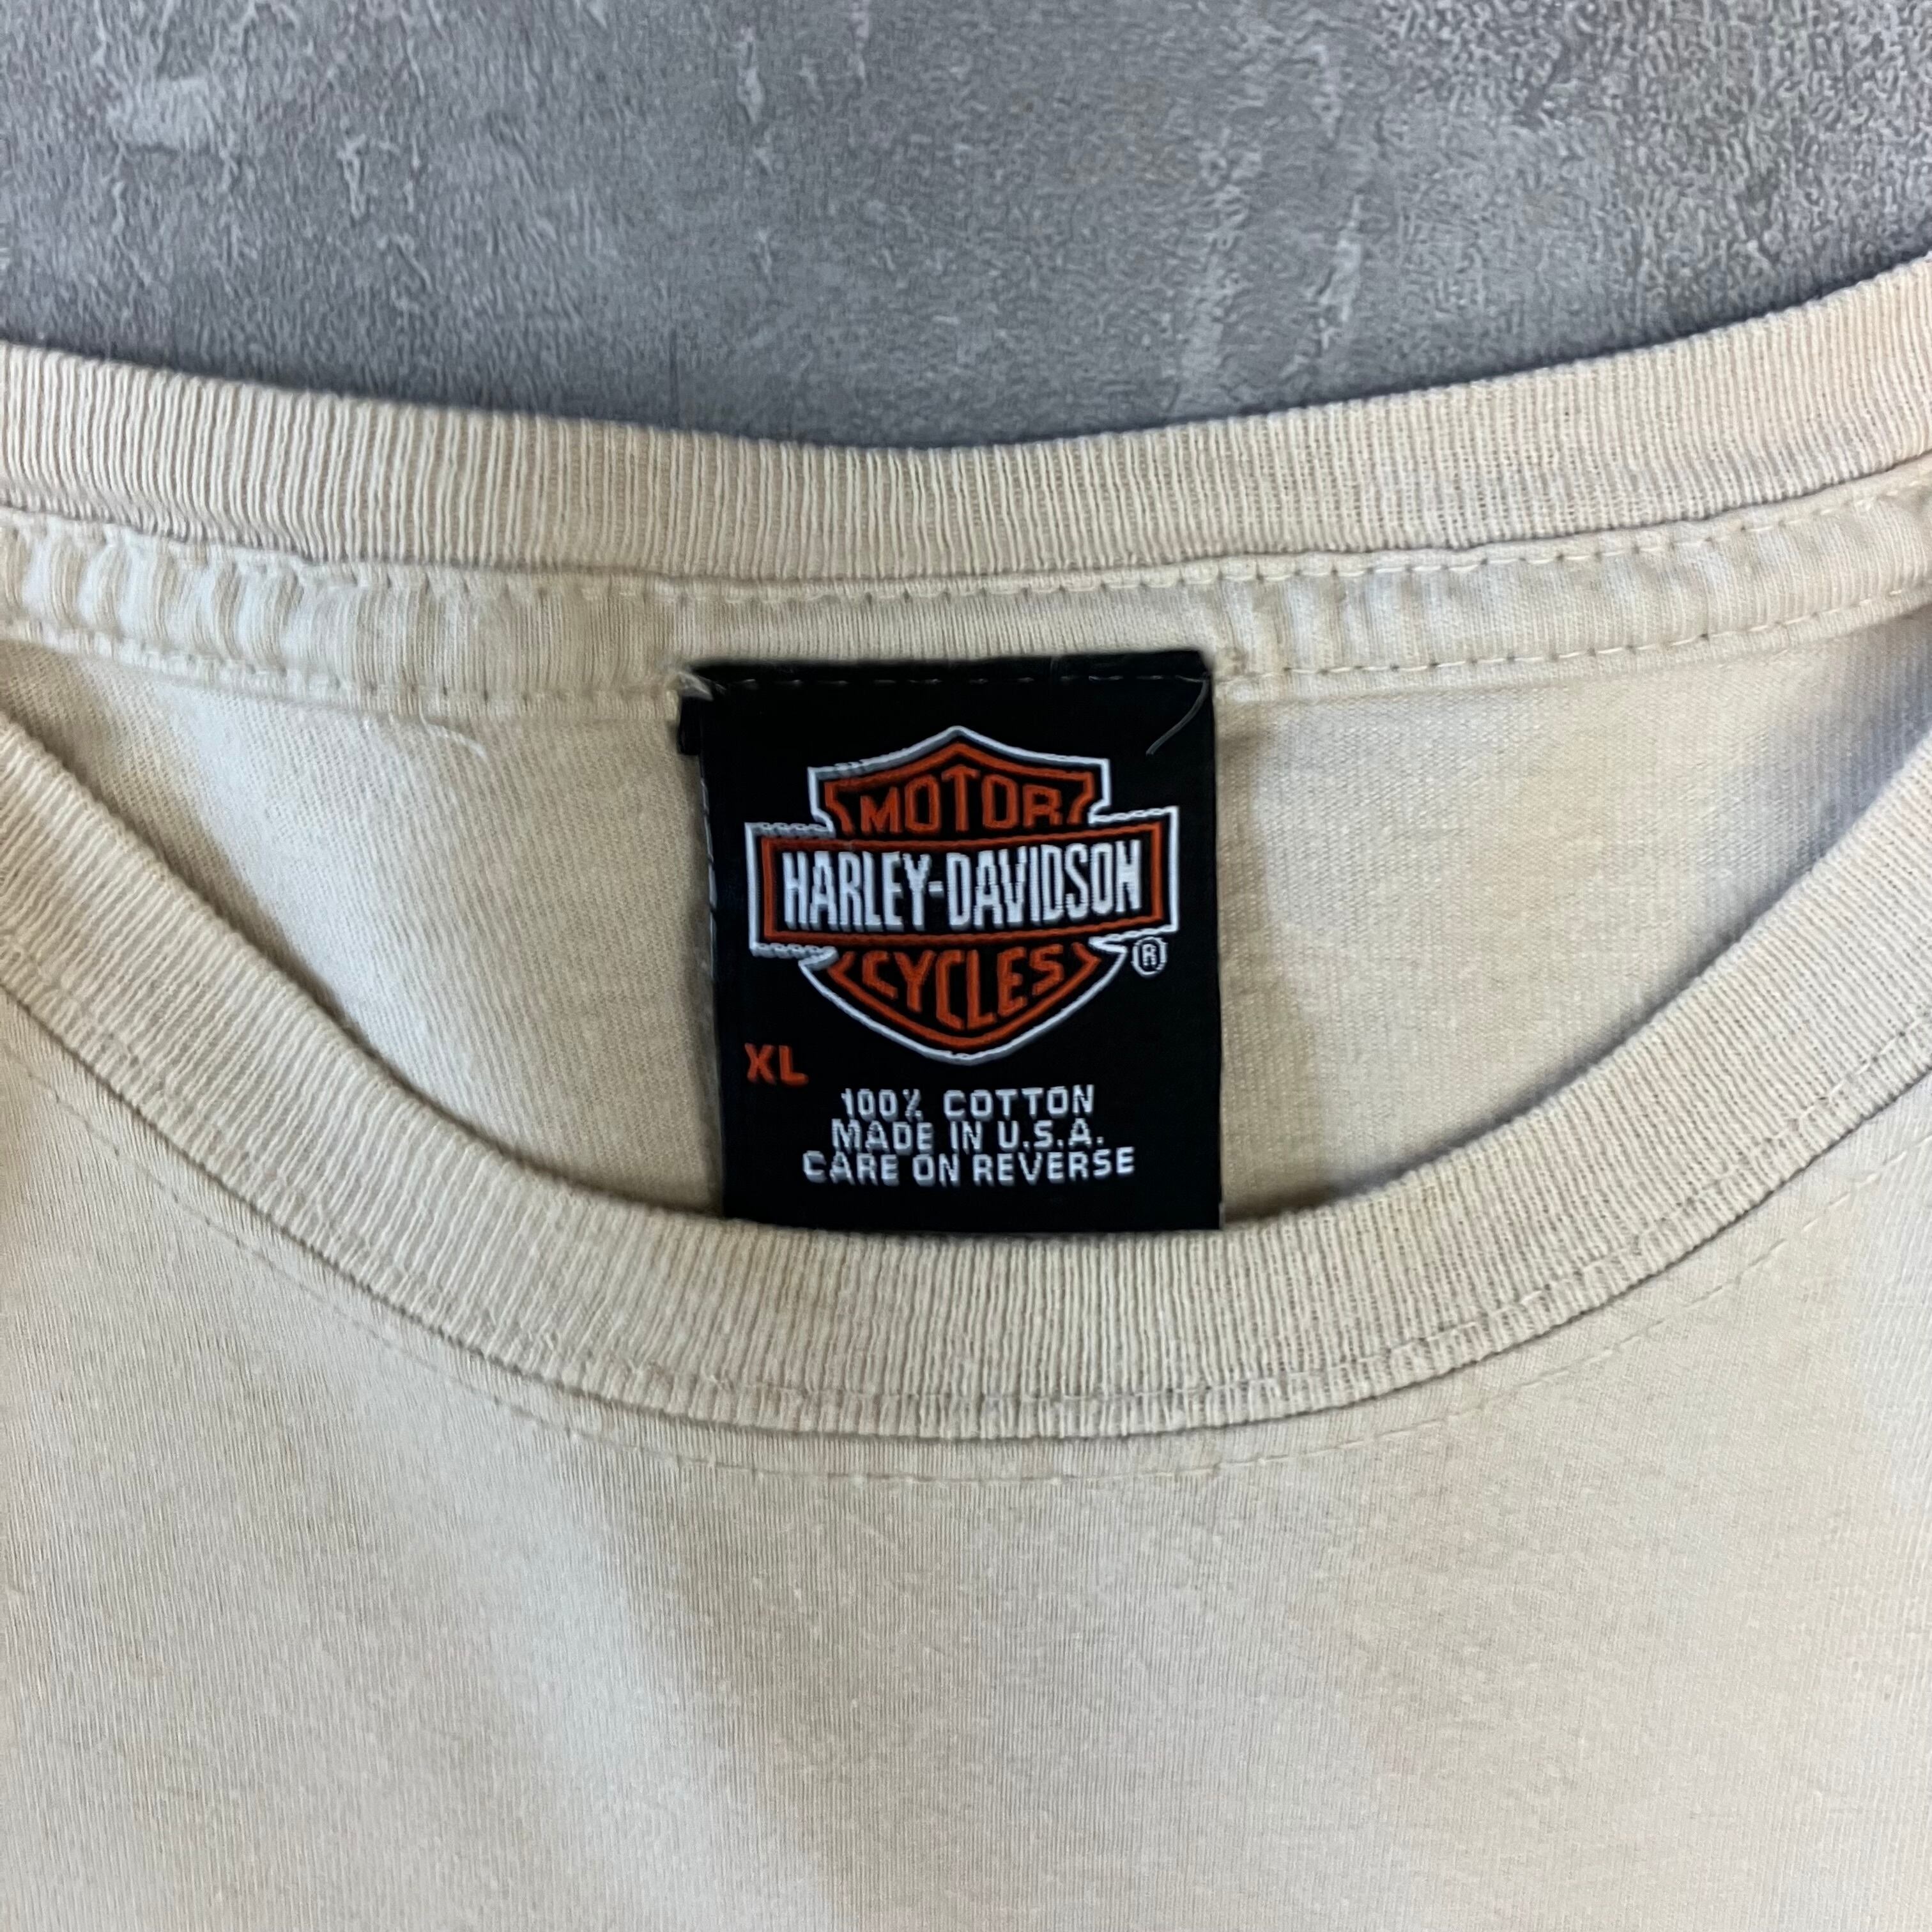 MOTOR
HARLEY-DAVIDSON
CYCLES
®
XL
100% COTTON
MADE IN U.S.A.
CARE ON REVERSE